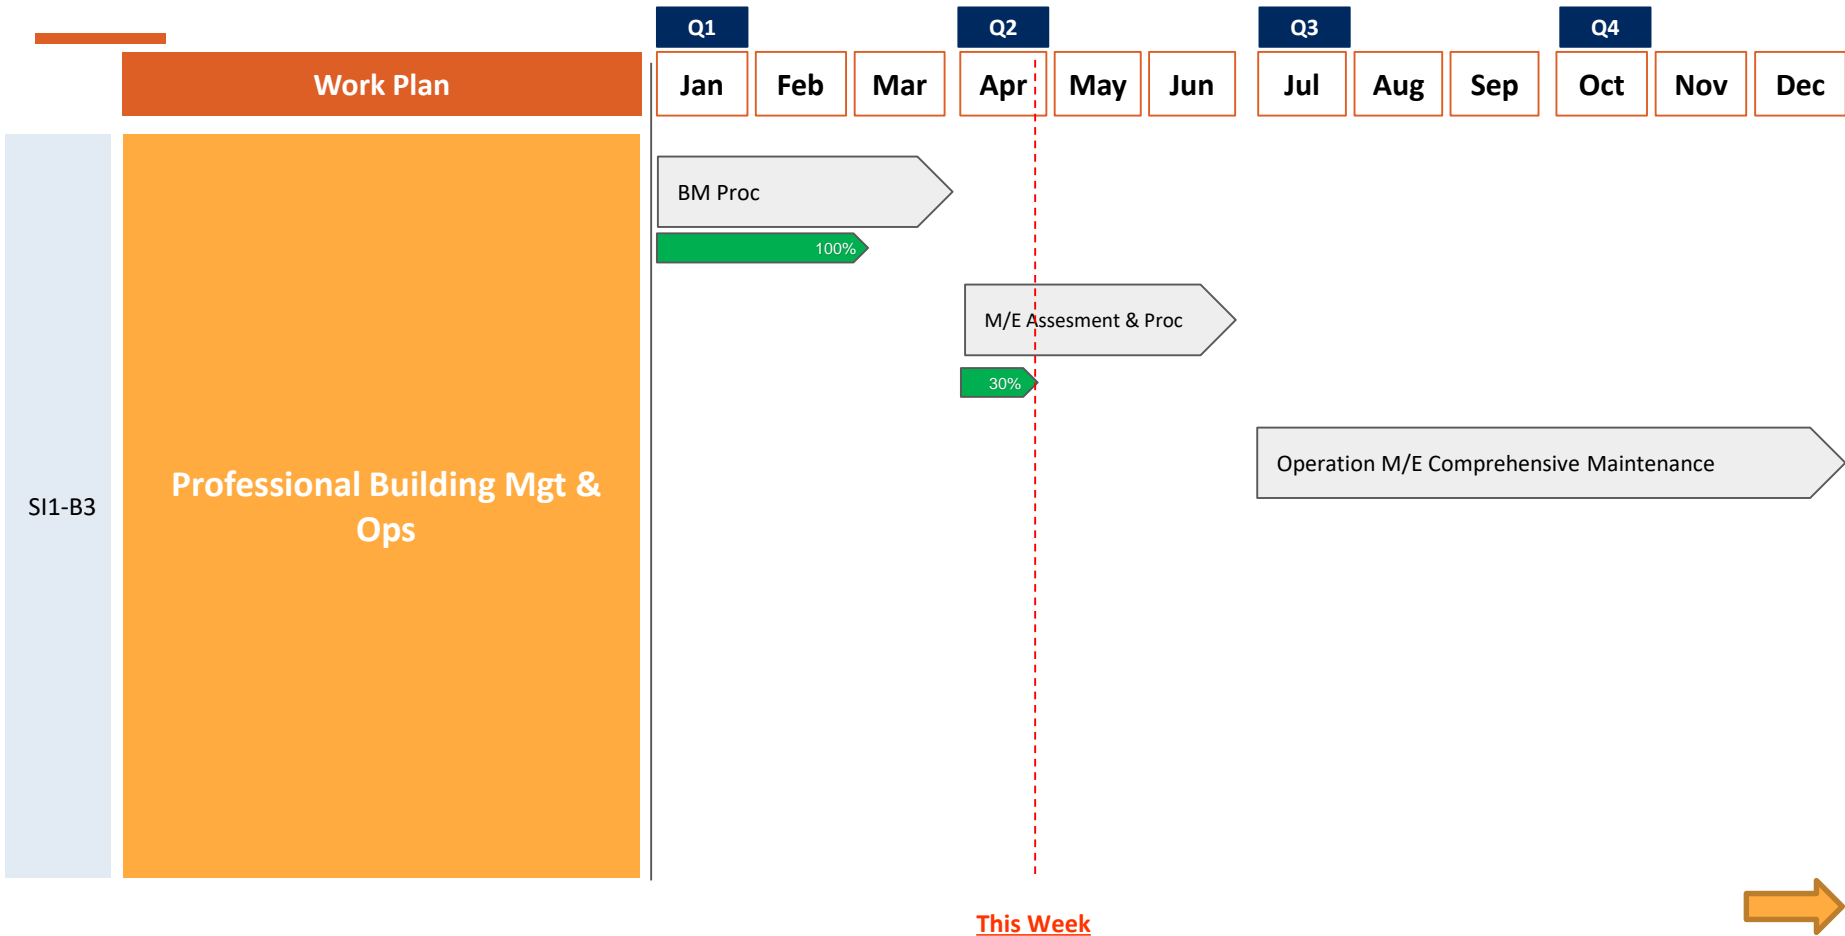 Q1
Q2
Q3
Q4
Work Plan
Jan
Feb
Mar
Apr
May
Jun
Jul
Aug
Sep
Oct
Nov
Dec
BM Proc
100%
M/E Assesment & Proc
30%
Operation M/E Comprehensive Maintenance
SI1-B3
Professional Building Mgt &
Ops
This Week